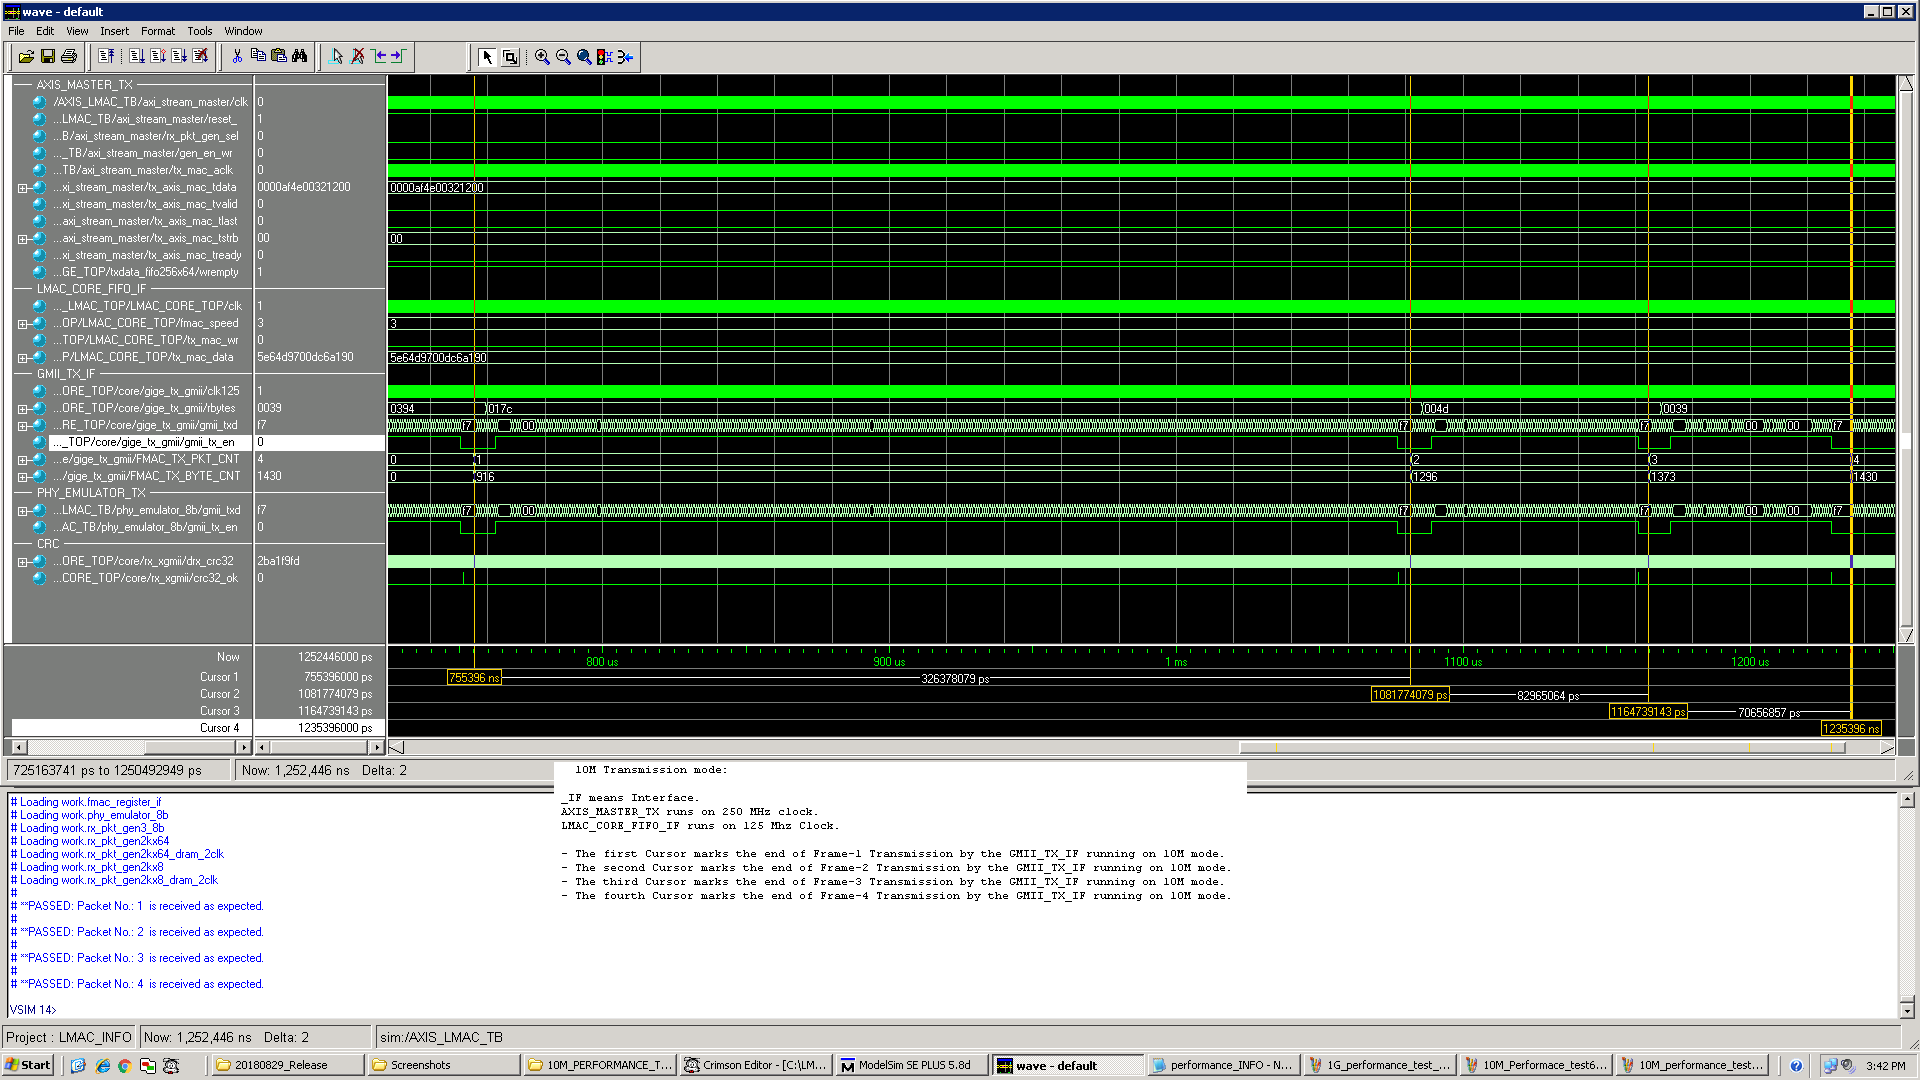 wave - default
File Edit View Insert Format Tools Window
AXIS_MASTER_TX
/AXIS_LMAC_TB/axi_stream_master/clk 0
...LMAC_TB/axi_stream_master/reset_ 1
...B/axi_stream_master/rx_pkt_gen_sel 0
..._TB/axi_stream_master/gen_en_wr 0
...TB/axi_stream_master/tx_mac_aclk 0
...xi_stream_master/tx_axis_mac_tdata 0000af4e00321200 0000af4e00321200
...xi_stream_master/tx_axis_mac_tvalid 0
...axi_stream_master/tx_axis_mac_tlast 0
...axi_stream_master/tx_axis_mac_tstrb 00 00
...xi_stream_master/tx_axis_mac_tready 0
...GE_TOP/txdata_fifo256x64/wrempty 1
LMAC_CORE_FIFO_IF
..._LMAC_TOP/LMAC_CORE_TOP/clk 1
...OP/LMAC_CORE_TOP/fmac_speed 3 3
...TOP/LMAC_CORE_TOP/tx_mac_wr 0
...P/LMAC_CORE_TOP/tx_mac_data 5e64d9700dc6a190 5e64d9700dc6a190
GMII_TX_IF
...ORE_TOP/core/gige_tx_gmii/clk125 1
...ORE_TOP/core/gige_tx_gmii/rbytes 0039 0394 017c 004d 0039
...RE_TOP/core/gige_tx_gmii/gmii_txd f7 f7 00 f7 f7 00 00 f7
..._TOP/core/gige_tx_gmii/gmii_tx_en 0
...e/gige_tx_gmii/FMAC_TX_PKT_CNT 4 0 1 2 3 4
.../gige_tx_gmii/FMAC_TX_BYTE_CNT 1430 0 916 1296 1373 1430
PHY_EMULATOR_TX
...LMAC_TB/phy_emulator_8b/gmii_txd f7 f7 00 f7 f7 00 00 f7
...AC_TB/phy_emulator_8b/gmii_tx_en 0
CRC
...ORE_TOP/core/rx_xgmii/drx_crc32 2ba1f9fd
...CORE_TOP/core/rx_xgmii/crc32_ok 0
Now 1252446000 ps 800 us 900 us 1 ms 1100 us 1200 us
Cursor 1 755396000 ps 755396 ns 326378079 ps
Cursor 2 1081774079 ps 1081774079 ps 82965064 ps
Cursor 3 1164739143 ps 1164739143 ps 70656857 ps
Cursor 4 1235396000 ps 1235396 ns
725163741 ps to 1250492949 ps Now: 1,252,446 ns Delta: 2
10M Transmission mode:
_IF means Interface.
AXIS_MASTER_TX runs on 250 MHz clock.
LMAC_CORE_FIFO_IF runs on 125 Mhz Clock.
- The first Cursor marks the end of Frame-1 Transmission by the GMII_TX_IF running on 10M mode.
- The second Cursor marks the end of Frame-2 Transmission by the GMII_TX_IF running on 10M mode.
- The third Cursor marks the end of Frame-3 Transmission by the GMII_TX_IF running on 10M mode.
- The fourth Cursor marks the end of Frame-4 Transmission by the GMII_TX_IF running on 10M mode.
# Loading work.fmac_register_if
# Loading work.phy_emulator_8b
# Loading work.rx_pkt_gen3_8b
# Loading work.rx_pkt_gen2kx64
# Loading work.rx_pkt_gen2kx64_dram_2clk
# Loading work.rx_pkt_gen2kx8
# Loading work.rx_pkt_gen2kx8_dram_2clk
#
# **PASSED: Packet No.: 1 is received as expected.
#
# **PASSED: Packet No.: 2 is received as expected.
#
# **PASSED: Packet No.: 3 is received as expected.
#
# **PASSED: Packet No.: 4 is received as expected.
VSIM 14>
Project : LMAC_INFO Now: 1,252,446 ns Delta: 2 sim:/AXIS_LMAC_TB
Start 20180829_Release Screenshots 10M_PERFORMANCE_T... Crimson Editor - [C:\LM... ModelSim SE PLUS 5.8d wave - default performance_INFO - N... 1G_performance_test_... 10M_Performace_test6... 10M_performance_test... 3:42 PM